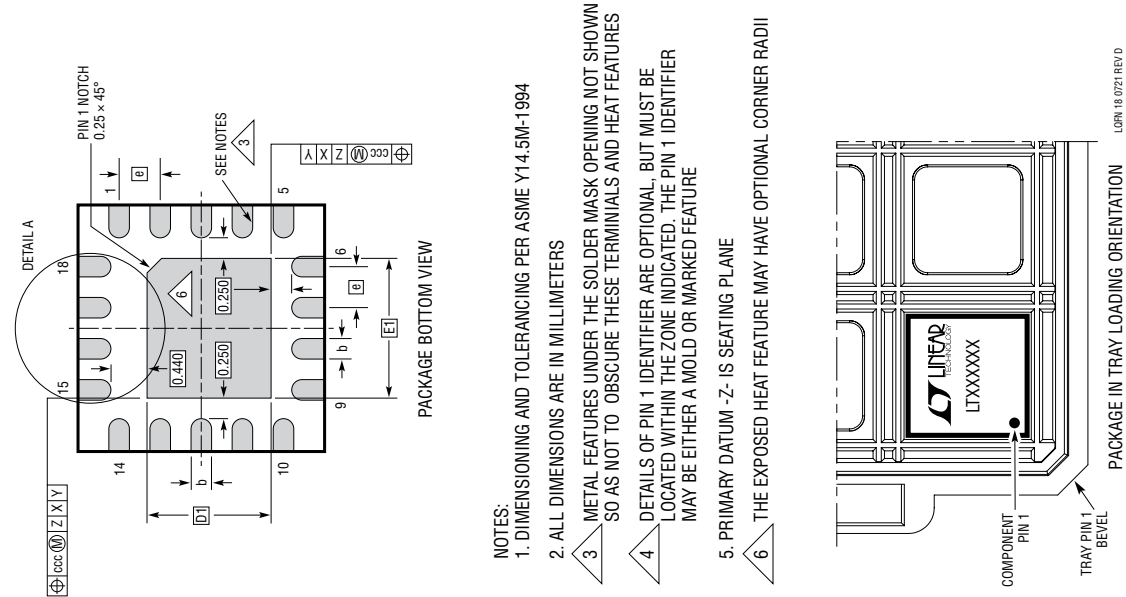 DETAIL A
PIN 1 NOTCH
0.25 × 45°
⌖ ccc Ⓜ Z X Y
18
15
1
e
14
SEE NOTES
3
6
0.440
0.250
0.250
D1
b
10
5
6
e
b
9
E1
⌖ ccc Ⓜ Z X Y
PACKAGE BOTTOM VIEW
NOTES:
1. DIMENSIONING AND TOLERANCING PER ASME Y14.5M-1994
2. ALL DIMENSIONS ARE IN MILLIMETERS
3 METAL FEATURES UNDER THE SOLDER MASK OPENING NOT SHOWN
SO AS NOT TO OBSCURE THESE TERMINIALS AND HEAT FEATURES
4 DETAILS OF PIN 1 IDENTIFIER ARE OPTIONAL, BUT MUST BE
LOCATED WITHIN THE ZONE INDICATED. THE PIN 1 IDENTIFIER
MAY BE EITHER A MOLD OR MARKED FEATURE
5. PRIMARY DATUM -Z- IS SEATING PLANE
6 THE EXPOSED HEAT FEATURE MAY HAVE OPTIONAL CORNER RADII
LINEAR
TECHNOLOGY
LTXXXXXX
COMPONENT
PIN 1
TRAY PIN 1
BEVEL
PACKAGE IN TRAY LOADING ORIENTATION
LQFN 18 0721 REV D